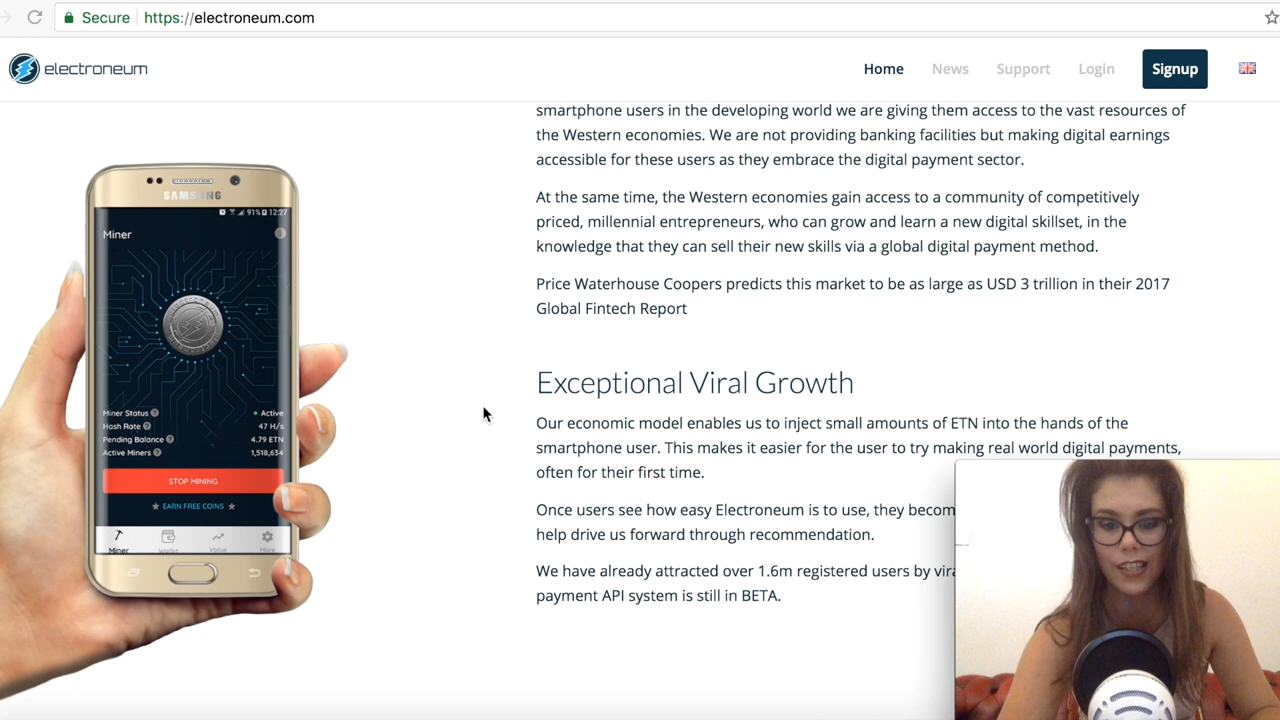 Secure https://electroneum.com
electroneum
Home News Support Login Signup
smartphone users in the developing world we are giving them access to the vast resources of
the Western economies. We are not providing banking facilities but making digital earnings
accessible for these users as they embrace the digital payment sector.
At the same time, the Western economies gain access to a community of competitively
priced, millennial entrepreneurs, who can grow and learn a new digital skillset, in the
knowledge that they can sell their new skills via a global digital payment method.
Price Waterhouse Coopers predicts this market to be as large as USD 3 trillion in their 2017
Global Fintech Report
Exceptional Viral Growth
Our economic model enables us to inject small amounts of ETN into the hands of the
smartphone user. This makes it easier for the user to try making real world digital payments,
often for their first time.
Once users see how easy Electroneum is to use, they becom
help drive us forward through recommendation.
We have already attracted over 1.6m registered users by vira
payment API system is still in BETA.
SAMSUNG
91% 12:27
Miner
Miner Status ? Active
Hash Rate ? 47 H/s
Pending Balance ? 4.79 ETN
Active Miners ? 1,518,634
STOP MINING
★ EARN FREE COINS ★
Miner Wallet Value More